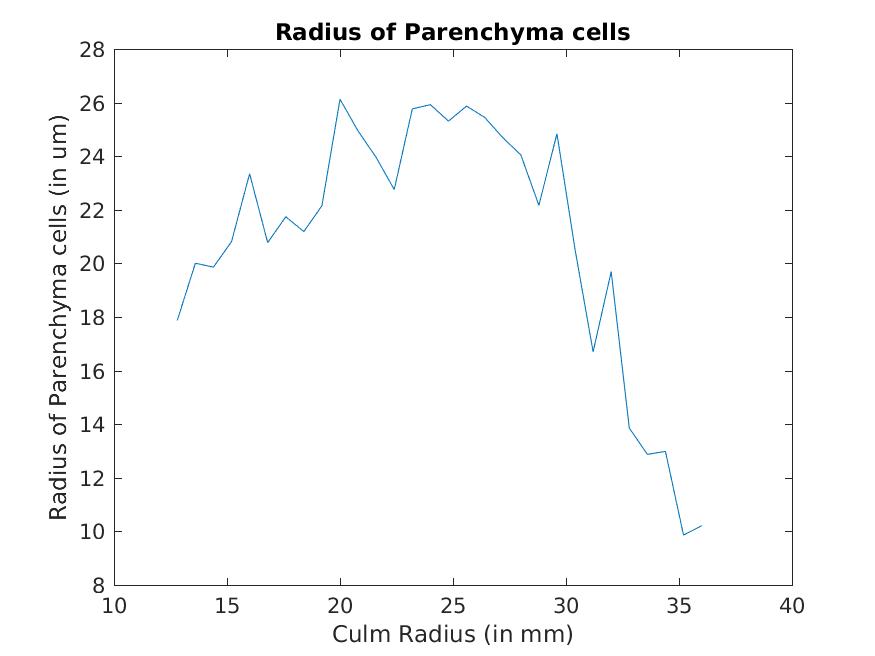 Radius of Parenchyma cells
28
26
24
22
20
18
16
14
12
10
8
Radius of Parenchyma cells (in um)
10 15 20 25 30 35 40
Culm Radius (in mm)